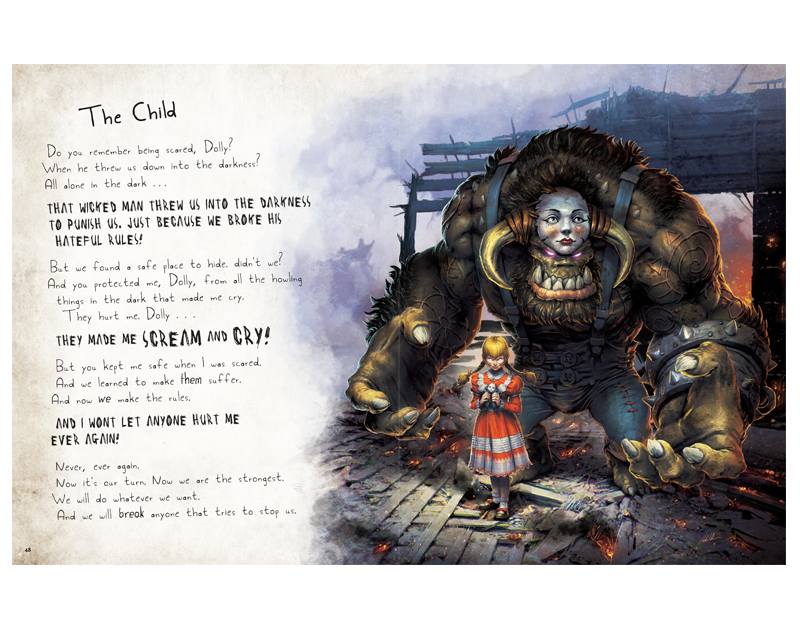 The Child
Do you remember being scared, Dolly?
When he threw us down into the darkness?
All alone in the dark . . .
THAT WICKED MAN THREW US INTO THE DARKNESS
TO PUNISH US. JUST BECAUSE WE BROKE HIS
HATEFUL RULES!
But we found a safe place to hide. didn't we?
And you protected me, Dolly, from all the howling
things in the dark that made me cry.
They hurt me. Dolly . . .
THEY MADE ME SCREAM AND CRY!
But you kept me safe when I was scared.
And we learned to make them suffer.
And now we make the rules.
AND I WONT LET ANYONE HURT ME
EVER AGAIN!
Never, ever again.
Now it's our turn. Now we are the strongest.
We will do whatever we want.
And we will break anyone that tries to stop us.
68